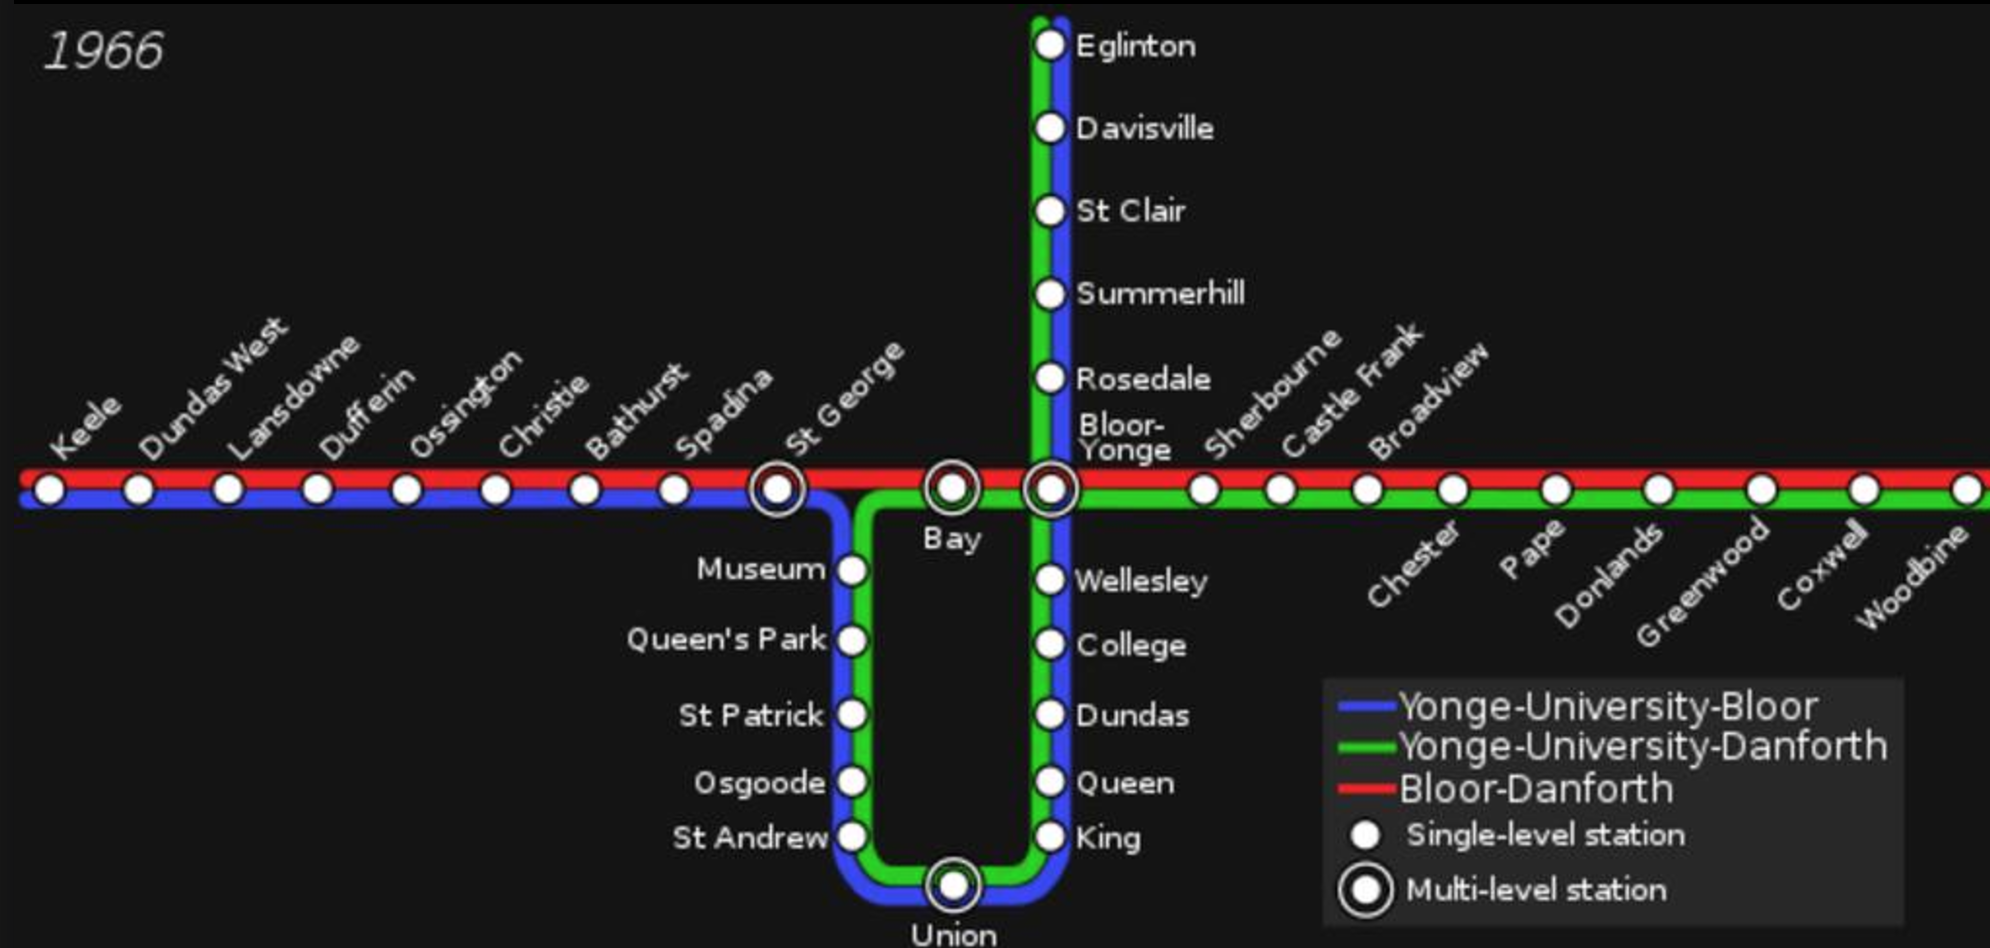 1966
Eglinton
Davisville
St Clair
Summerhill
Rosedale
Bloor-
Yonge
Keele
Dundas West
Lansdowne
Dufferin
Ossington
Christie
Bathurst
Spadina
St George
Bay
Sherbourne
Castle Frank
Broadview
Chester
Pape
Donlands
Greenwood
Coxwell
Woodbine
Museum
Queen's Park
St Patrick
Osgoode
St Andrew
Union
Wellesley
College
Dundas
Queen
King
Yonge-University-Bloor
Yonge-University-Danforth
Bloor-Danforth
Single-level station
Multi-level station